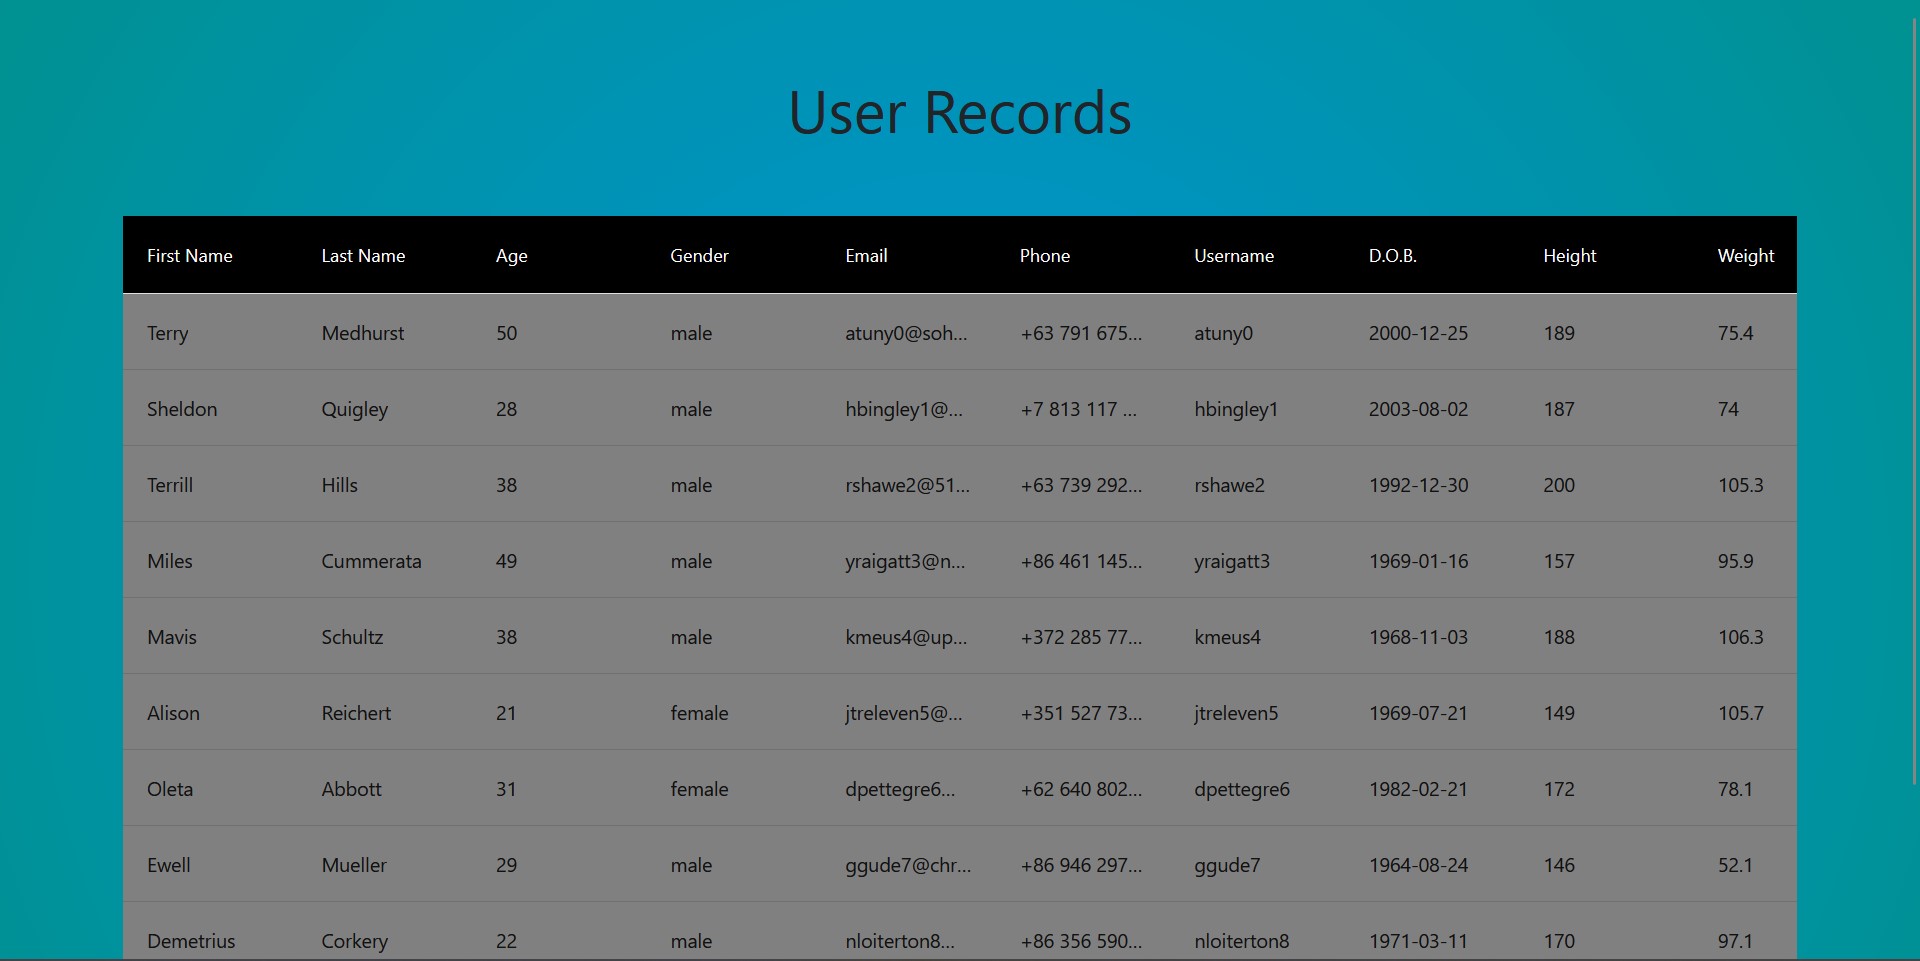 User Records
First Name Last Name Age Gender Email Phone Username D.O.B. Height Weight
Terry Medhurst 50 male atuny0@soh... +63 791 675... atuny0 2000-12-25 189 75.4
Sheldon Quigley 28 male hbingley1@... +7 813 117 ... hbingley1 2003-08-02 187 74
Terrill Hills 38 male rshawe2@51... +63 739 292... rshawe2 1992-12-30 200 105.3
Miles Cummerata 49 male yraigatt3@n... +86 461 145... yraigatt3 1969-01-16 157 95.9
Mavis Schultz 38 male kmeus4@up... +372 285 77... kmeus4 1968-11-03 188 106.3
Alison Reichert 21 female jtreleven5@... +351 527 73... jtreleven5 1969-07-21 149 105.7
Oleta Abbott 31 female dpettegre6... +62 640 802... dpettegre6 1982-02-21 172 78.1
Ewell Mueller 29 male ggude7@chr... +86 946 297... ggude7 1964-08-24 146 52.1
Demetrius Corkery 22 male nloiterton8... +86 356 590... nloiterton8 1971-03-11 170 97.1